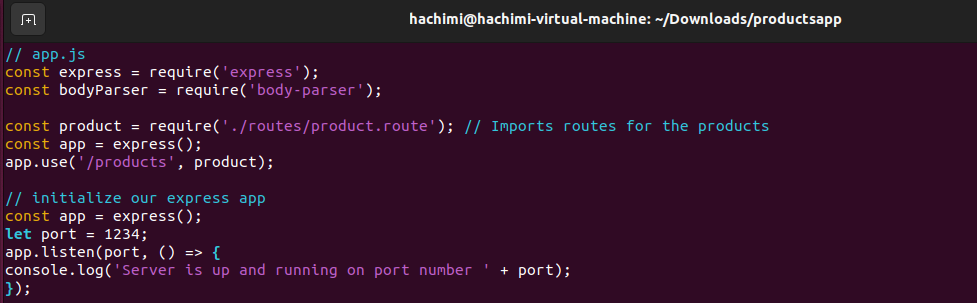 hachimi@hachimi-virtual-machine: ~/Downloads/productsapp
// app.js
const express = require('express');
const bodyParser = require('body-parser');
const product = require('./routes/product.route'); // Imports routes for the products
const app = express();
app.use('/products', product);
// initialize our express app
const app = express();
let port = 1234;
app.listen(port, () => {
console.log('Server is up and running on port number ' + port);
});